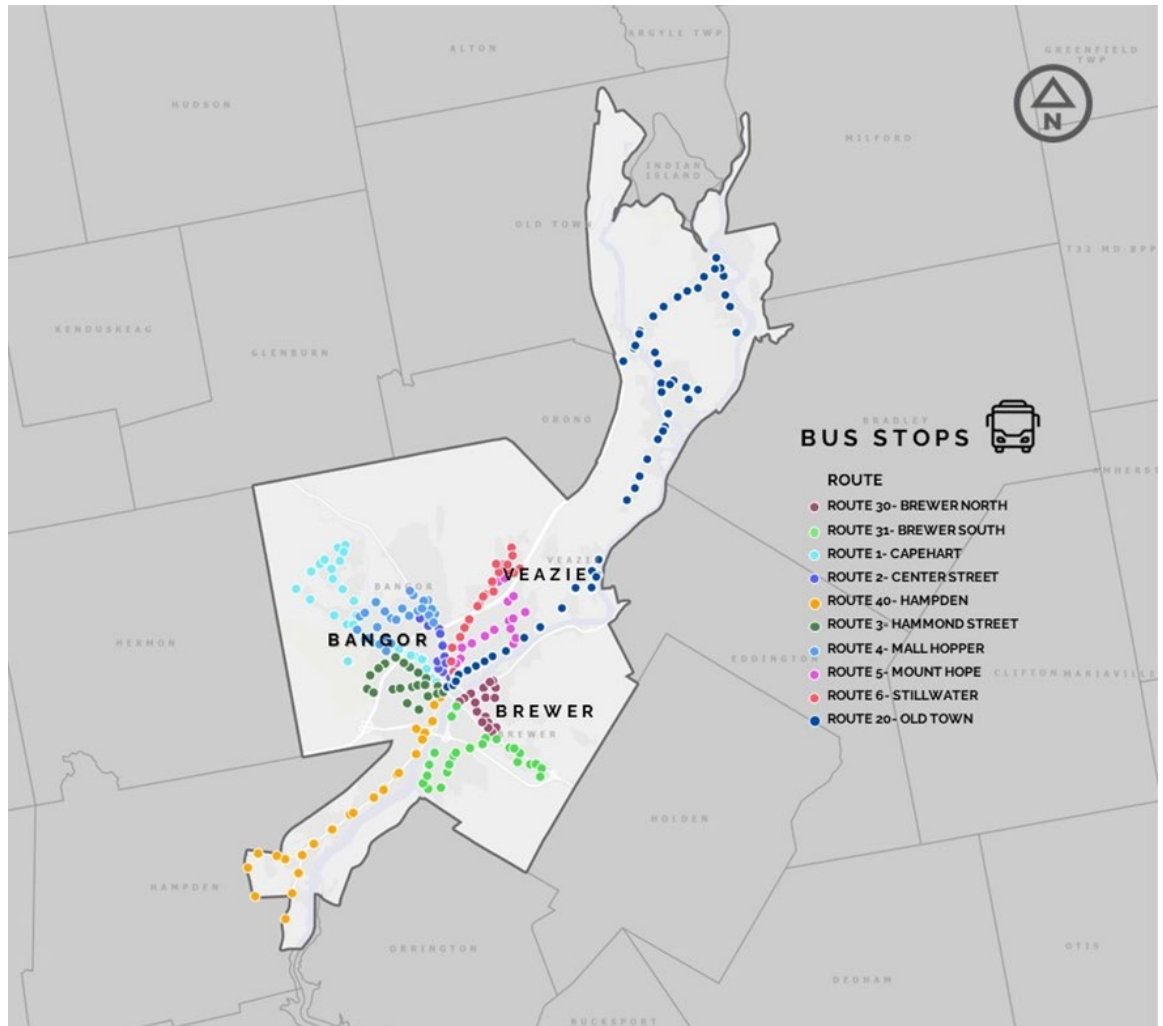 ARGYLE TWP
ALTON
GREENFIELD
TWP
HUDSON
MILFORD
INDIAN
ISLAND
OLD TOWN
T32 MD BPP
KENDUSKEAG
GLENBURN
ORONO
BRADLEY
BUS STOPS
AMHERST
ROUTE
ROUTE 30- BREWER NORTH
ROUTE 31- BREWER SOUTH
ROUTE 1- CAPEHART
ROUTE 2- CENTER STREET
ROUTE 40- HAMPDEN
ROUTE 3- HAMMOND STREET
ROUTE 4- MALL HOPPER
ROUTE 5- MOUNT HOPE
ROUTE 6- STILLWATER
ROUTE 20- OLD TOWN
VEAZIE
VEAZIE
BANGOR
BANGOR
HERMON
EDDINGTON
CLIFTON
MARIAVILLE
BREWER
BREWER
HOLDEN
HAMPDEN
ORRINGTON
OTIS
DEDHAM
BUCKSPORT
N